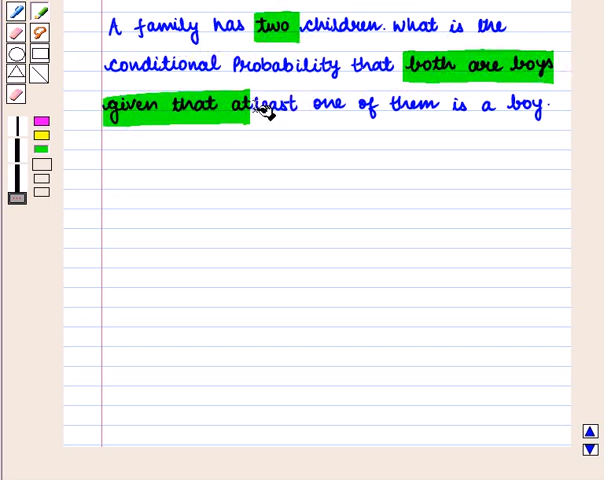 A family has two children. What is the
conditional Probability that both are boys
given that atleast one of them is a boy.